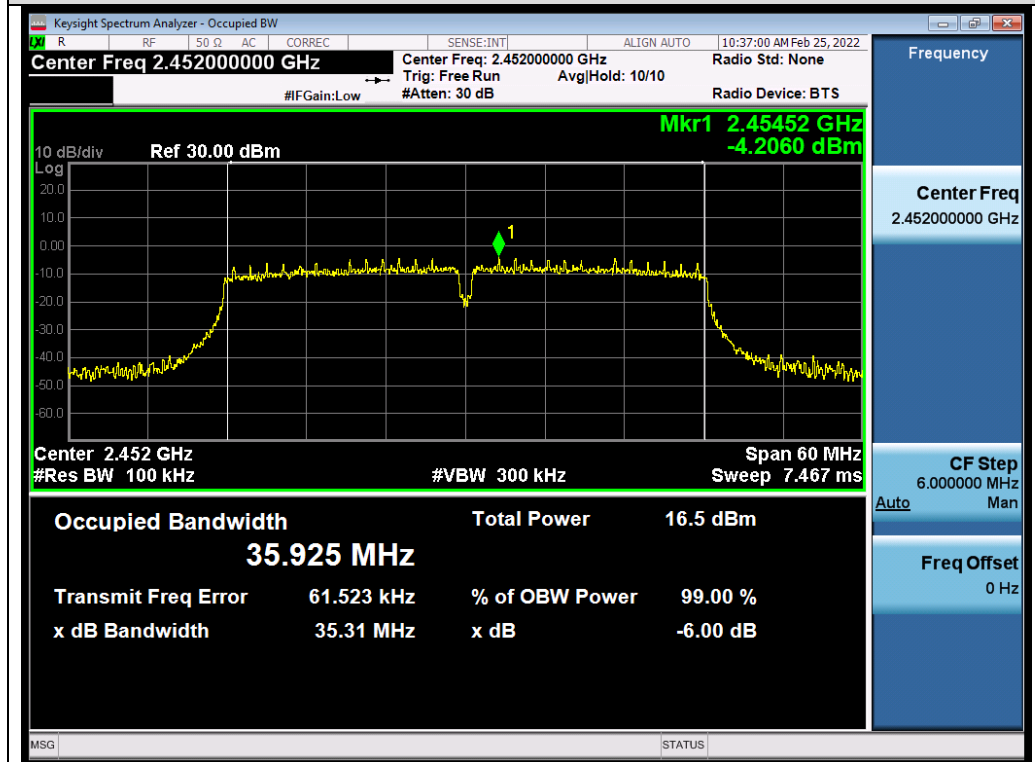 Keysight Spectrum Analyzer - Occupied BW
LXI R RF 50 Ω AC CORREC SENSE:INT ALIGN AUTO 10:37:00 AM Feb 25, 2022
Center Freq 2.452000000 GHz
Center Freq: 2.452000000 GHz Radio Std: None
Trig: Free Run Avg|Hold: 10/10
#IFGain:Low #Atten: 30 dB Radio Device: BTS
Frequency
Mkr1 2.45452 GHz
-4.2060 dBm
10 dB/div Ref 30.00 dBm
Log
20.0
10.0
0.00
-10.0
-20.0
-30.0
-40.0
-50.0
-60.0
1
Center 2.452 GHz Span 60 MHz
#Res BW 100 kHz #VBW 300 kHz Sweep 7.467 ms
Occupied Bandwidth Total Power 16.5 dBm
35.925 MHz
Transmit Freq Error 61.523 kHz % of OBW Power 99.00 %
x dB Bandwidth 35.31 MHz x dB -6.00 dB
Center Freq
2.452000000 GHz
CF Step
6.000000 MHz
Auto Man
Freq Offset
0 Hz
MSG STATUS